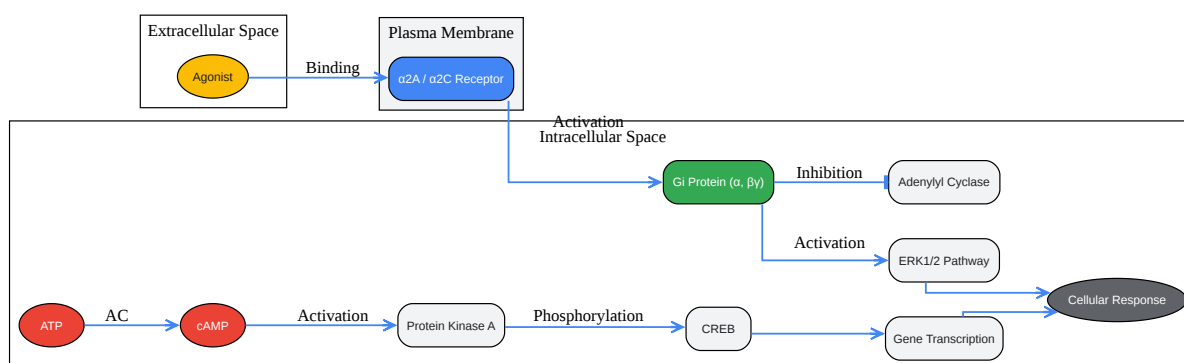 Extracellular Space
Plasma Membrane
Agonist
Binding
α2A / α2C Receptor
Activation
Intracellular Space
Gi Protein (α, βγ)
Inhibition
Adenylyl Cyclase
Activation
ERK1/2 Pathway
Cellular Response
ATP
AC
cAMP
Activation
Protein Kinase A
Phosphorylation
CREB
Gene Transcription